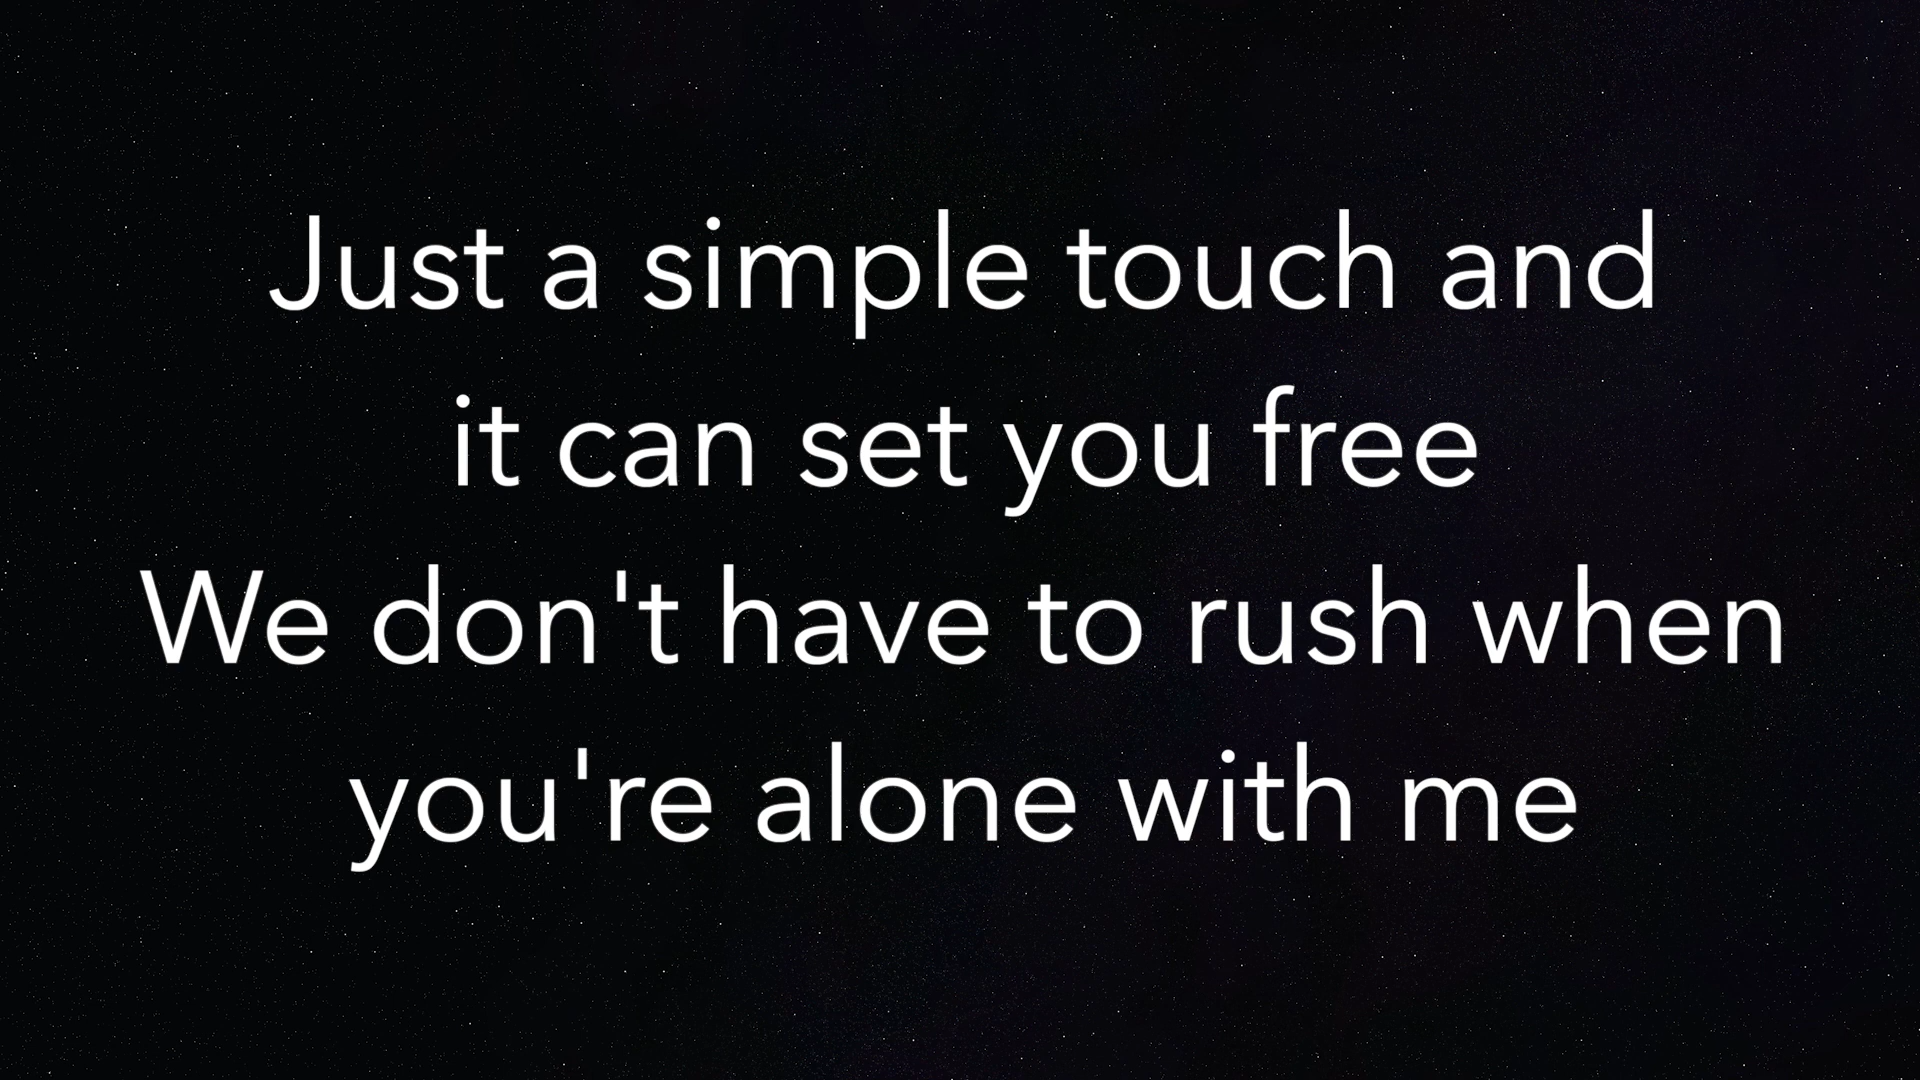 Just a simple touch and
it can set you free
We don't have to rush when
you're alone with me